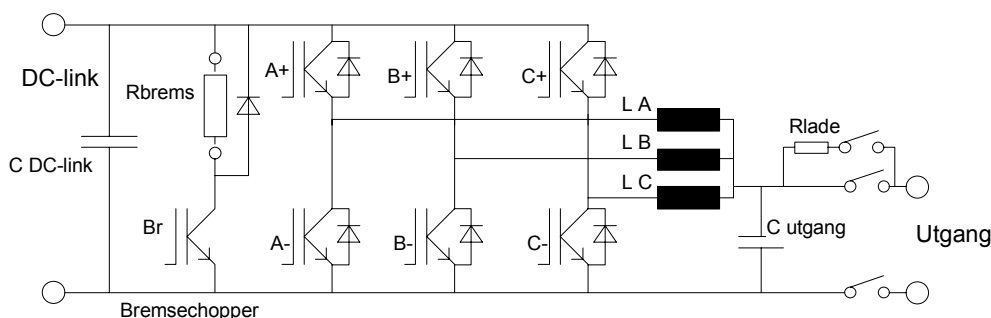 DC-link
C DC-link
Rbrems
Br
Bremsechopper
A+
B+
C+
A-
B-
C-
L A
L B
L C
Rlade
C utgang
Utgang